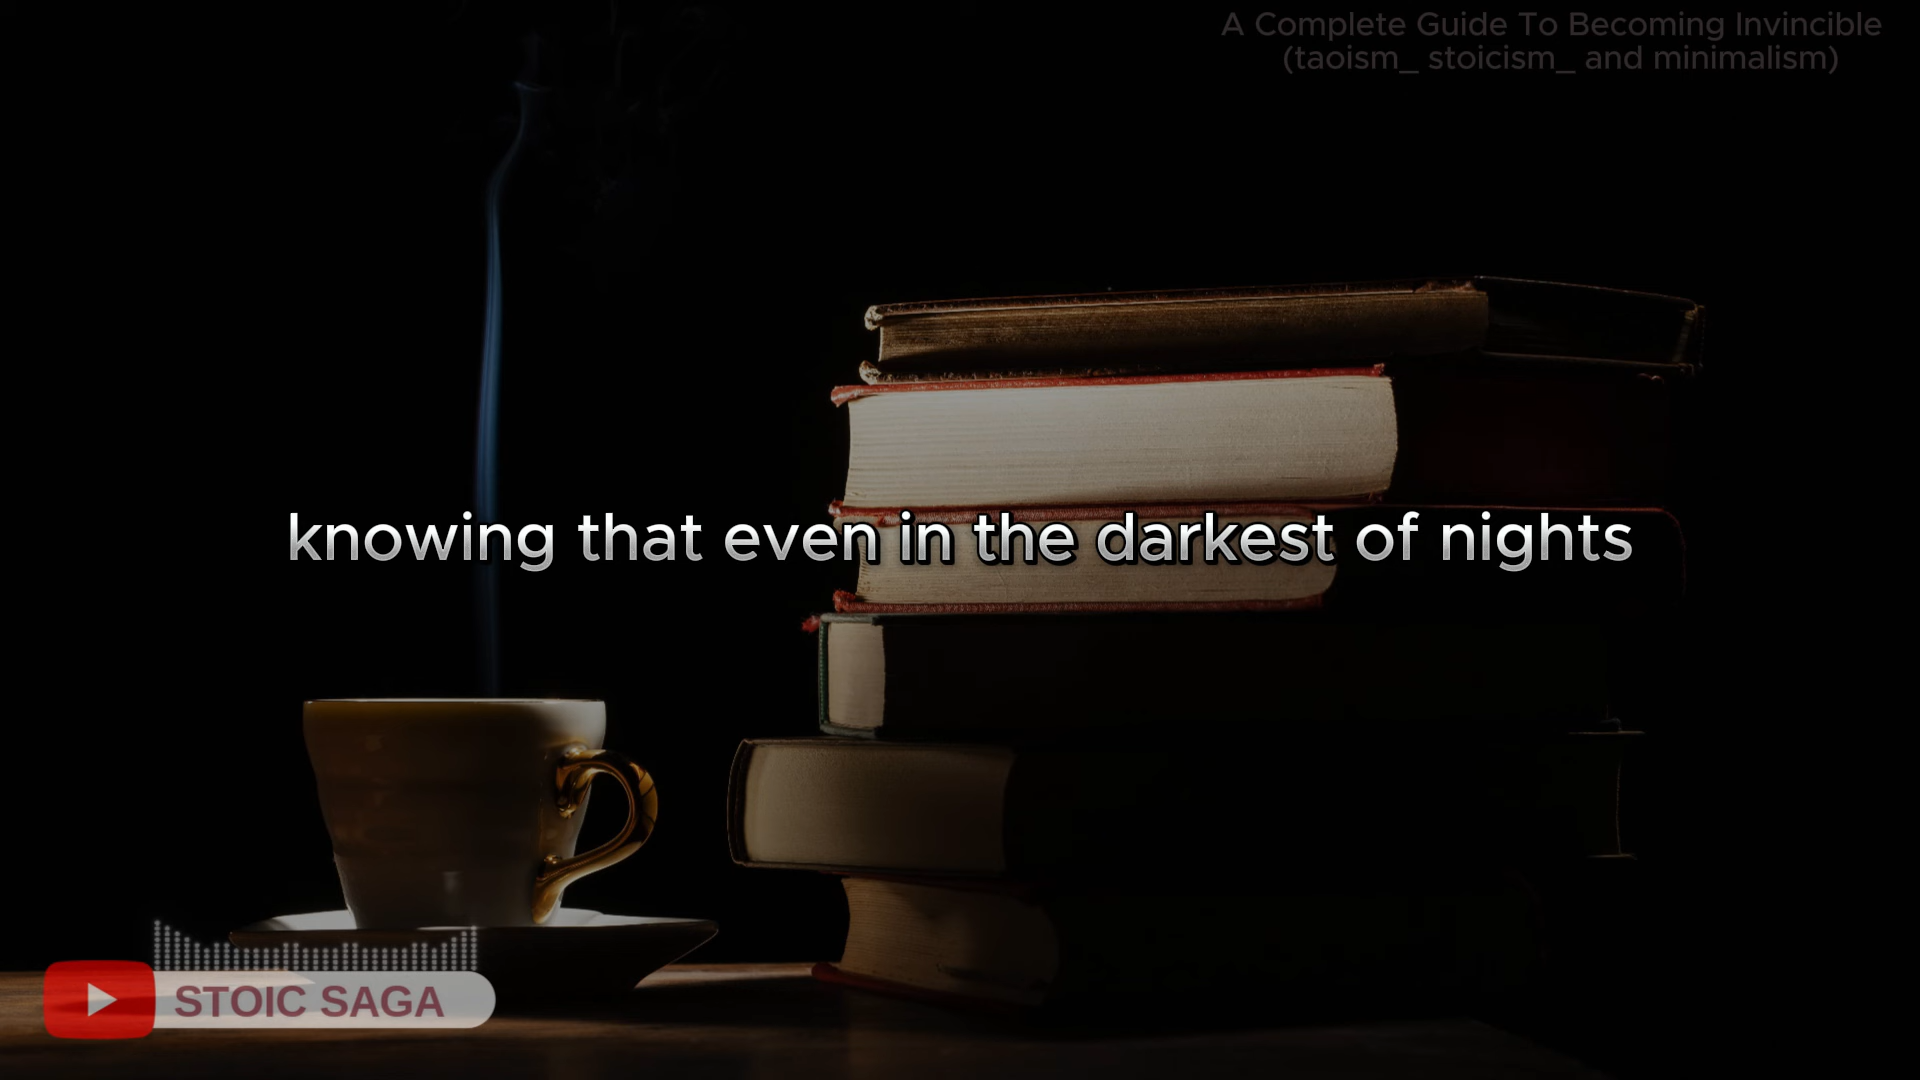 A Complete Guide To Becoming Invincible
(taoism_ stoicism_ and minimalism)
knowing that even in the darkest of nights
STOIC SAGA